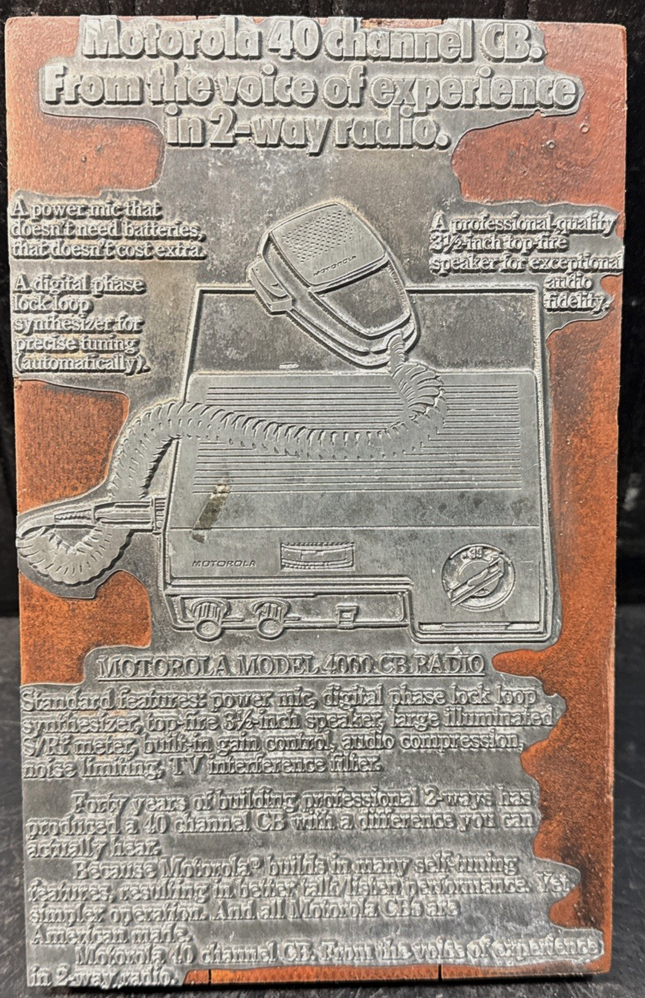 Motorola 40 channel CB.
From the voice of experience
in 2-way radio.
A power mic that
doesn't need batteries,
that doesn't cost extra.
A digital phase
lock loop
synthesizer for
precise tuning
(automatically).
A professional-quality
3½-inch top-fire
speaker for exceptional
audio
fidelity.
MOTOROLA
MOTOROLA
MOTOROLA MODEL 4000 CB RADIO
Standard features: power mic, digital phase lock loop
synthesizer, top-fire 3½-inch speaker, large illuminated
S/RF meter, built-in gain control, audio compression,
noise limiting, TV interference filter.
Forty years of building professional 2-ways has
produced a 40 channel CB with a difference you can
actually hear.
Because Motorola® builds in many self-tuning
features, resulting in better talk/listen performance. Yet
simpler operation. And all Motorola CBs are
American made.
Motorola 40 channel CB. From the voice of experience
in 2-way radio.